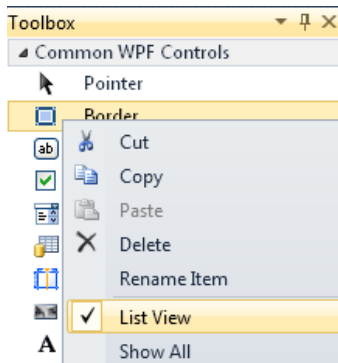 Toolbox
Common WPF Controls
Pointer
Border
Cut
Copy
Paste
Delete
Rename Item
List View
Show All